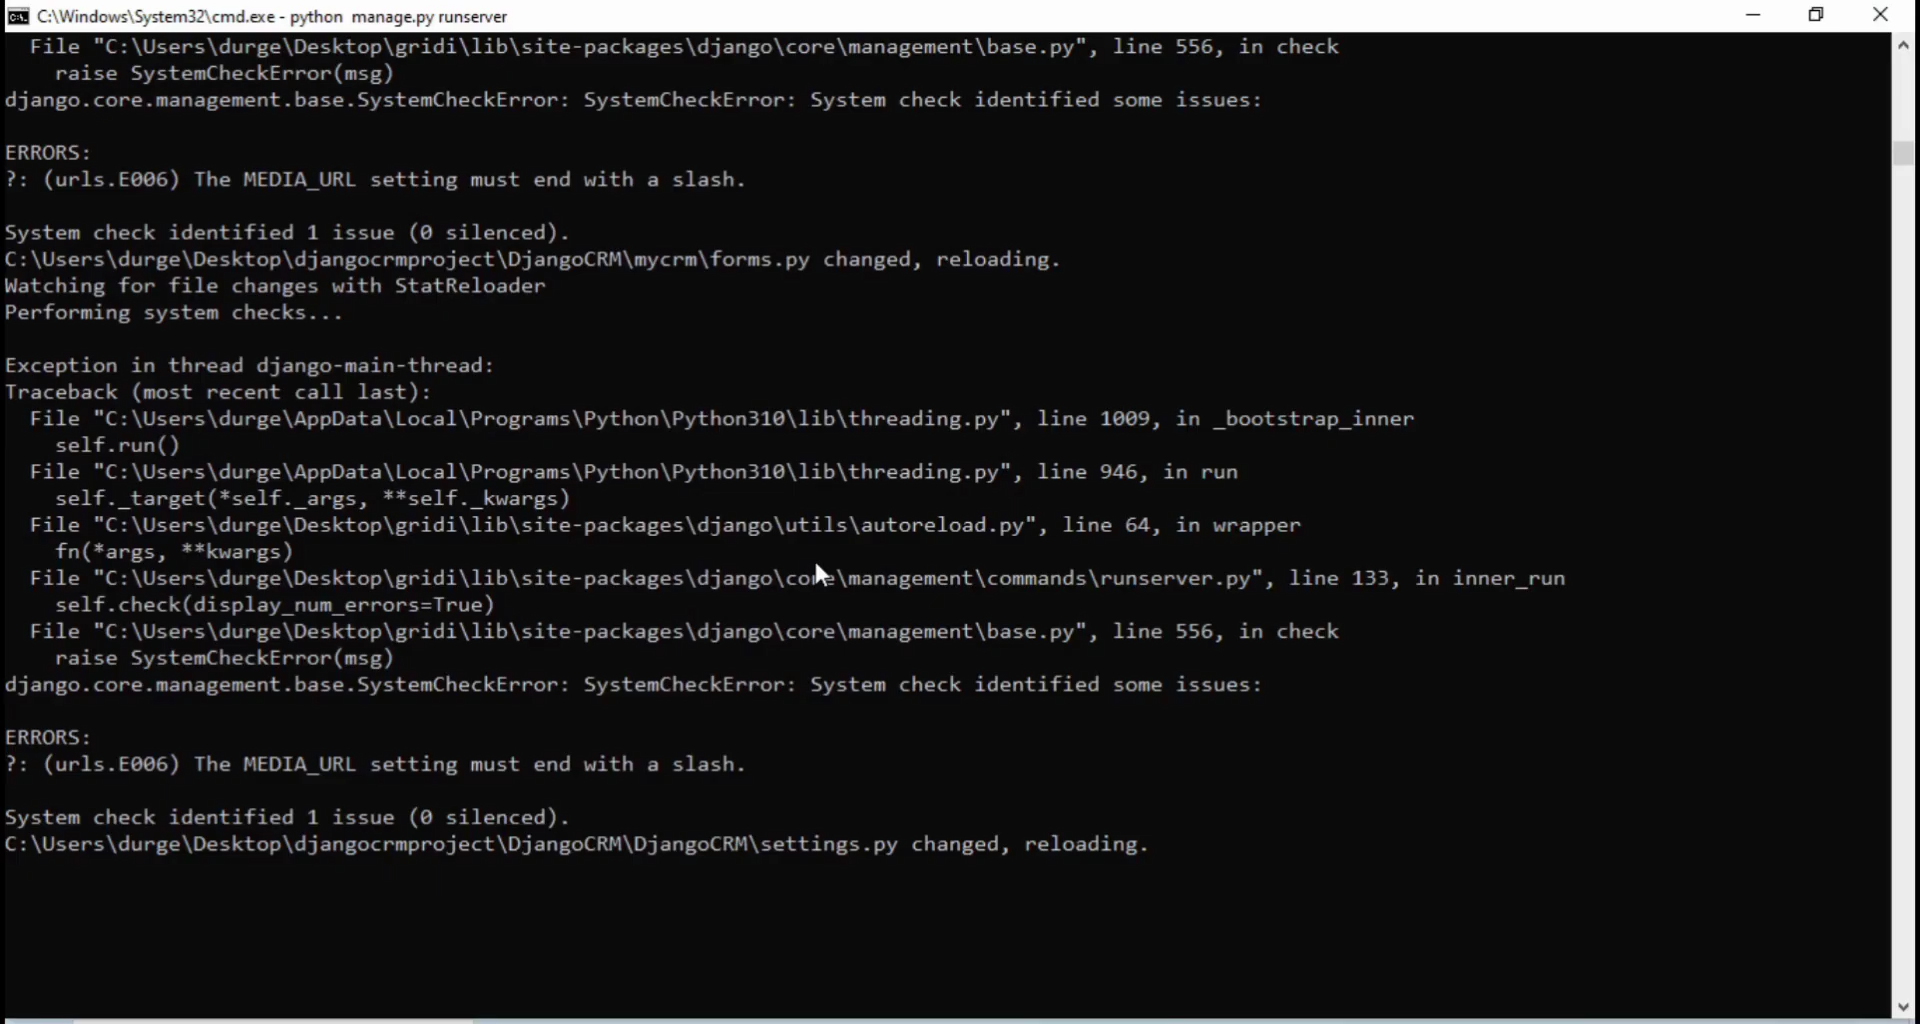 C:\Windows\System32\cmd.exe - python  manage.py runserver
  File "C:\Users\durge\Desktop\gridi\lib\site-packages\django\core\management\base.py", line 556, in check
    raise SystemCheckError(msg)
django.core.management.base.SystemCheckError: SystemCheckError: System check identified some issues:
ERRORS:
?: (urls.E006) The MEDIA_URL setting must end with a slash.
System check identified 1 issue (0 silenced).
C:\Users\durge\Desktop\djangocrmproject\DjangoCRM\mycrm\forms.py changed, reloading.
Watching for file changes with StatReloader
Performing system checks...
Exception in thread django-main-thread:
Traceback (most recent call last):
  File "C:\Users\durge\AppData\Local\Programs\Python\Python310\lib\threading.py", line 1009, in _bootstrap_inner
    self.run()
  File "C:\Users\durge\AppData\Local\Programs\Python\Python310\lib\threading.py", line 946, in run
    self._target(*self._args, **self._kwargs)
  File "C:\Users\durge\Desktop\gridi\lib\site-packages\django\utils\autoreload.py", line 64, in wrapper
    fn(*args, **kwargs)
  File "C:\Users\durge\Desktop\gridi\lib\site-packages\django\core\management\commands\runserver.py", line 133, in inner_run
    self.check(display_num_errors=True)
  File "C:\Users\durge\Desktop\gridi\lib\site-packages\django\core\management\base.py", line 556, in check
    raise SystemCheckError(msg)
django.core.management.base.SystemCheckError: SystemCheckError: System check identified some issues:
ERRORS:
?: (urls.E006) The MEDIA_URL setting must end with a slash.
System check identified 1 issue (0 silenced).
C:\Users\durge\Desktop\djangocrmproject\DjangoCRM\DjangoCRM\settings.py changed, reloading.